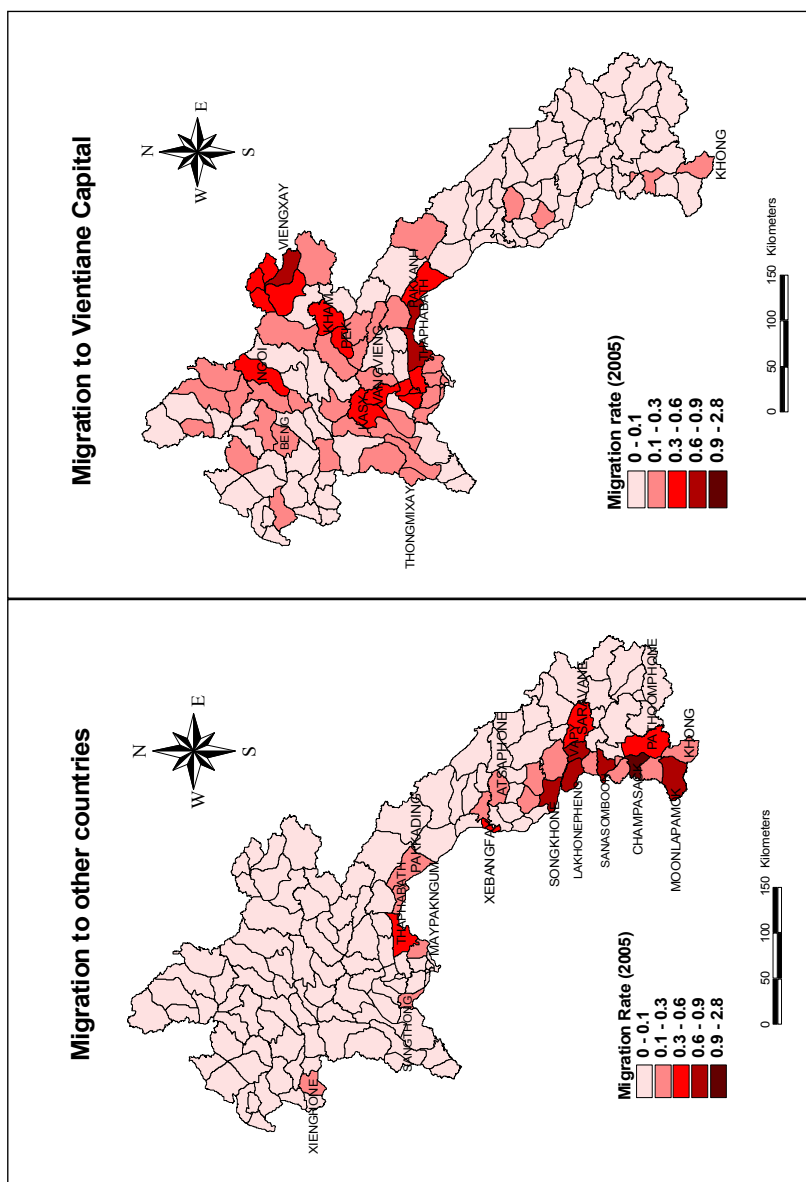 Migration to other countries
N
W
E
S
XIENGHONE
SANGTHONG
THAPHABATH
PAKKADING
MAYPAKNGUM
XEBANGFAI
ATSAPHONE
SONGKHONE
LAKHONEPHENG
VAPI
SARAVANE
SANASOMBOON
CHAMPASACK
PATHOOMPHONE
MOONLAPAMOK
KHONG
Migration Rate (2005)
0 - 0.1
0.1 - 0.3
0.3 - 0.6
0.6 - 0.9
0.9 - 2.8
0 50 100 150 Kilometers
Migration to Vientiane Capital
N
W
E
S
VIENGXAY
NGOI
BENG
KHAM
PEK
KASY
VANGVIENG
PAKXANH
THAPHABATH
THONGMIXAY
KHONG
Migration rate (2005)
0 - 0.1
0.1 - 0.3
0.3 - 0.6
0.6 - 0.9
0.9 - 2.8
0 50 100 150 Kilometers